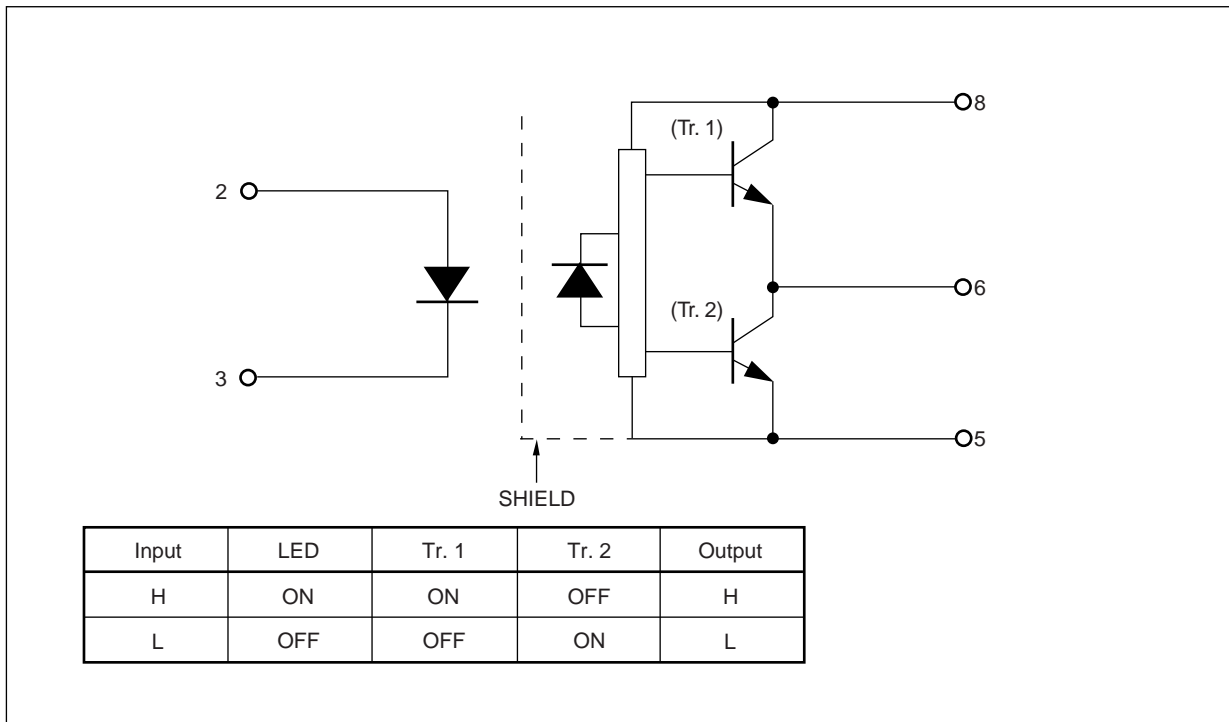 8
(Tr. 1)
2
6
(Tr. 2)
3
5
SHIELD
Input LED Tr. 1 Tr. 2 Output
H ON ON OFF H
L OFF OFF ON L